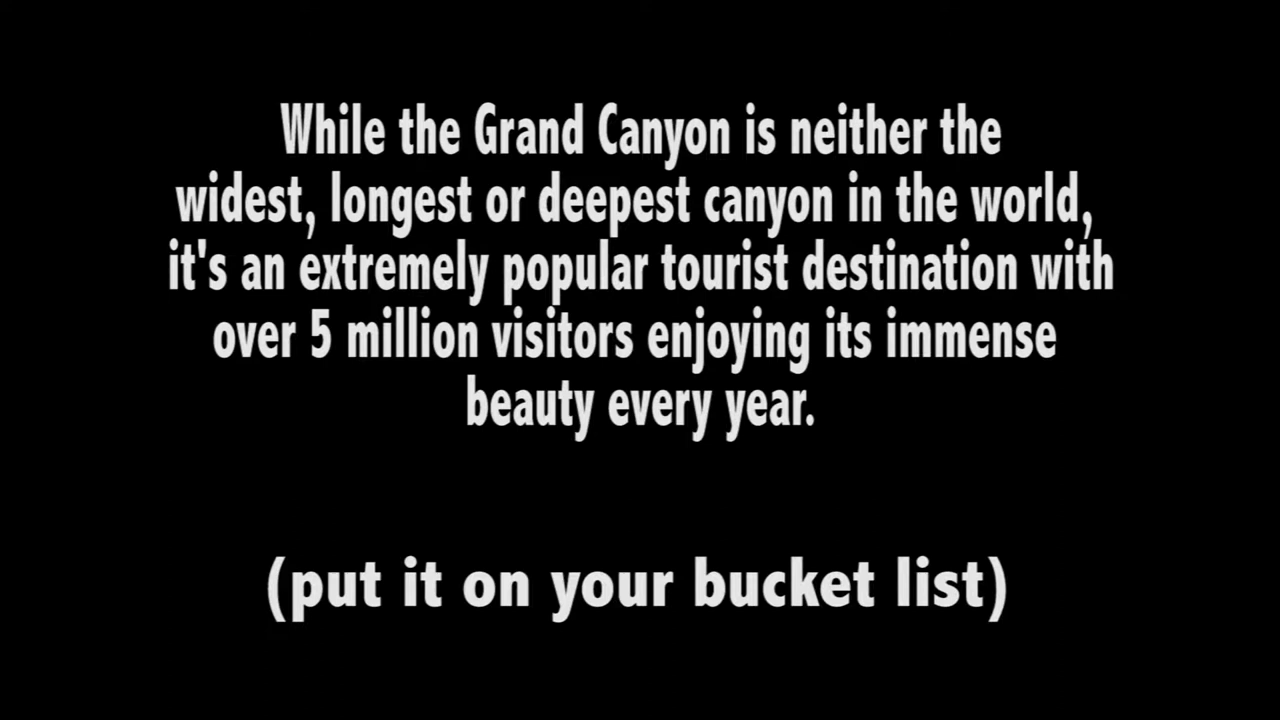 While the Grand Canyon is neither the
widest, longest or deepest canyon in the world,
it's an extremely popular tourist destination with
over 5 million visitors enjoying its immense
beauty every year.
(put it on your bucket list)